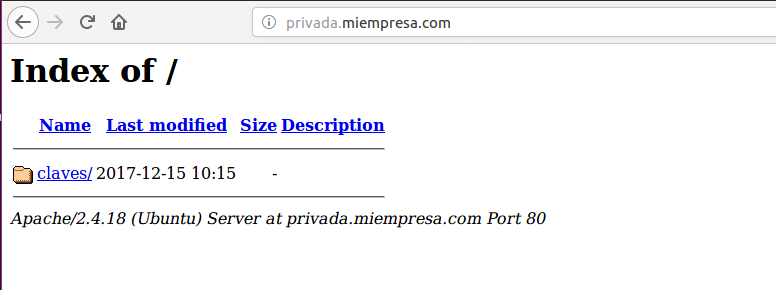 privada.miempresa.com
Index of /
Name Last modified Size Description
claves/ 2017-12-15 10:15 -
Apache/2.4.18 (Ubuntu) Server at privada.miempresa.com Port 80